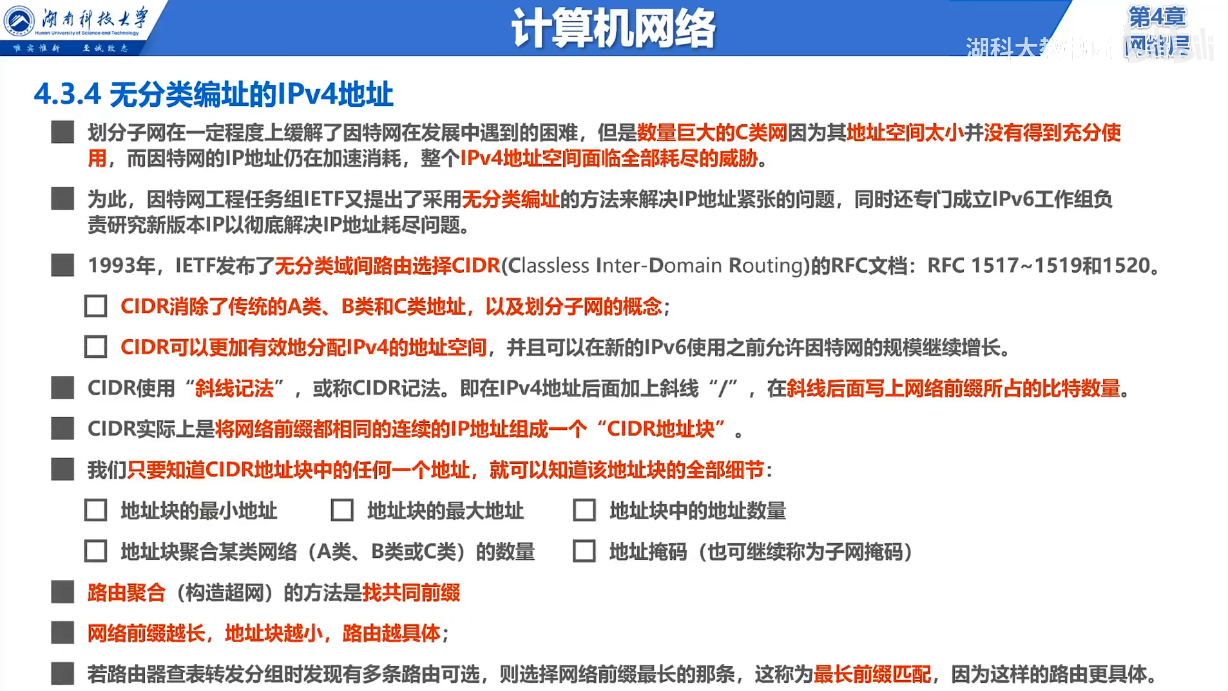 湖南科技大学
Hunan University of Science and Technology
唯实惟新 至诚致志
计算机网络
第4章
网络层
湖科大教书匠
bilibili
4.3.4 无分类编址的IPv4地址
划分子网在一定程度上缓解了因特网在发展中遇到的困难，但是数量巨大的C类网因为其地址空间太小并没有得到充分使
用，而因特网的IP地址仍在加速消耗，整个IPv4地址空间面临全部耗尽的威胁。
为此，因特网工程任务组IETF又提出了采用无分类编址的方法来解决IP地址紧张的问题，同时还专门成立IPv6工作组负
责研究新版本IP以彻底解决IP地址耗尽问题。
1993年，IETF发布了无分类域间路由选择CIDR(Classless Inter-Domain Routing)的RFC文档：RFC 1517~1519和1520。
CIDR消除了传统的A类、B类和C类地址，以及划分子网的概念；
CIDR可以更加有效地分配IPv4的地址空间，并且可以在新的IPv6使用之前允许因特网的规模继续增长。
CIDR使用“斜线记法”，或称CIDR记法。即在IPv4地址后面加上斜线“/”，在斜线后面写上网络前缀所占的比特数量。
CIDR实际上是将网络前缀都相同的连续的IP地址组成一个“CIDR地址块”。
我们只要知道CIDR地址块中的任何一个地址，就可以知道该地址块的全部细节：
地址块的最小地址 地址块的最大地址 地址块中的地址数量
地址块聚合某类网络（A类、B类或C类）的数量 地址掩码（也可继续称为子网掩码）
路由聚合（构造超网）的方法是找共同前缀
网络前缀越长，地址块越小，路由越具体；
若路由器查表转发分组时发现有多条路由可选，则选择网络前缀最长的那条，这称为最长前缀匹配，因为这样的路由更具体。